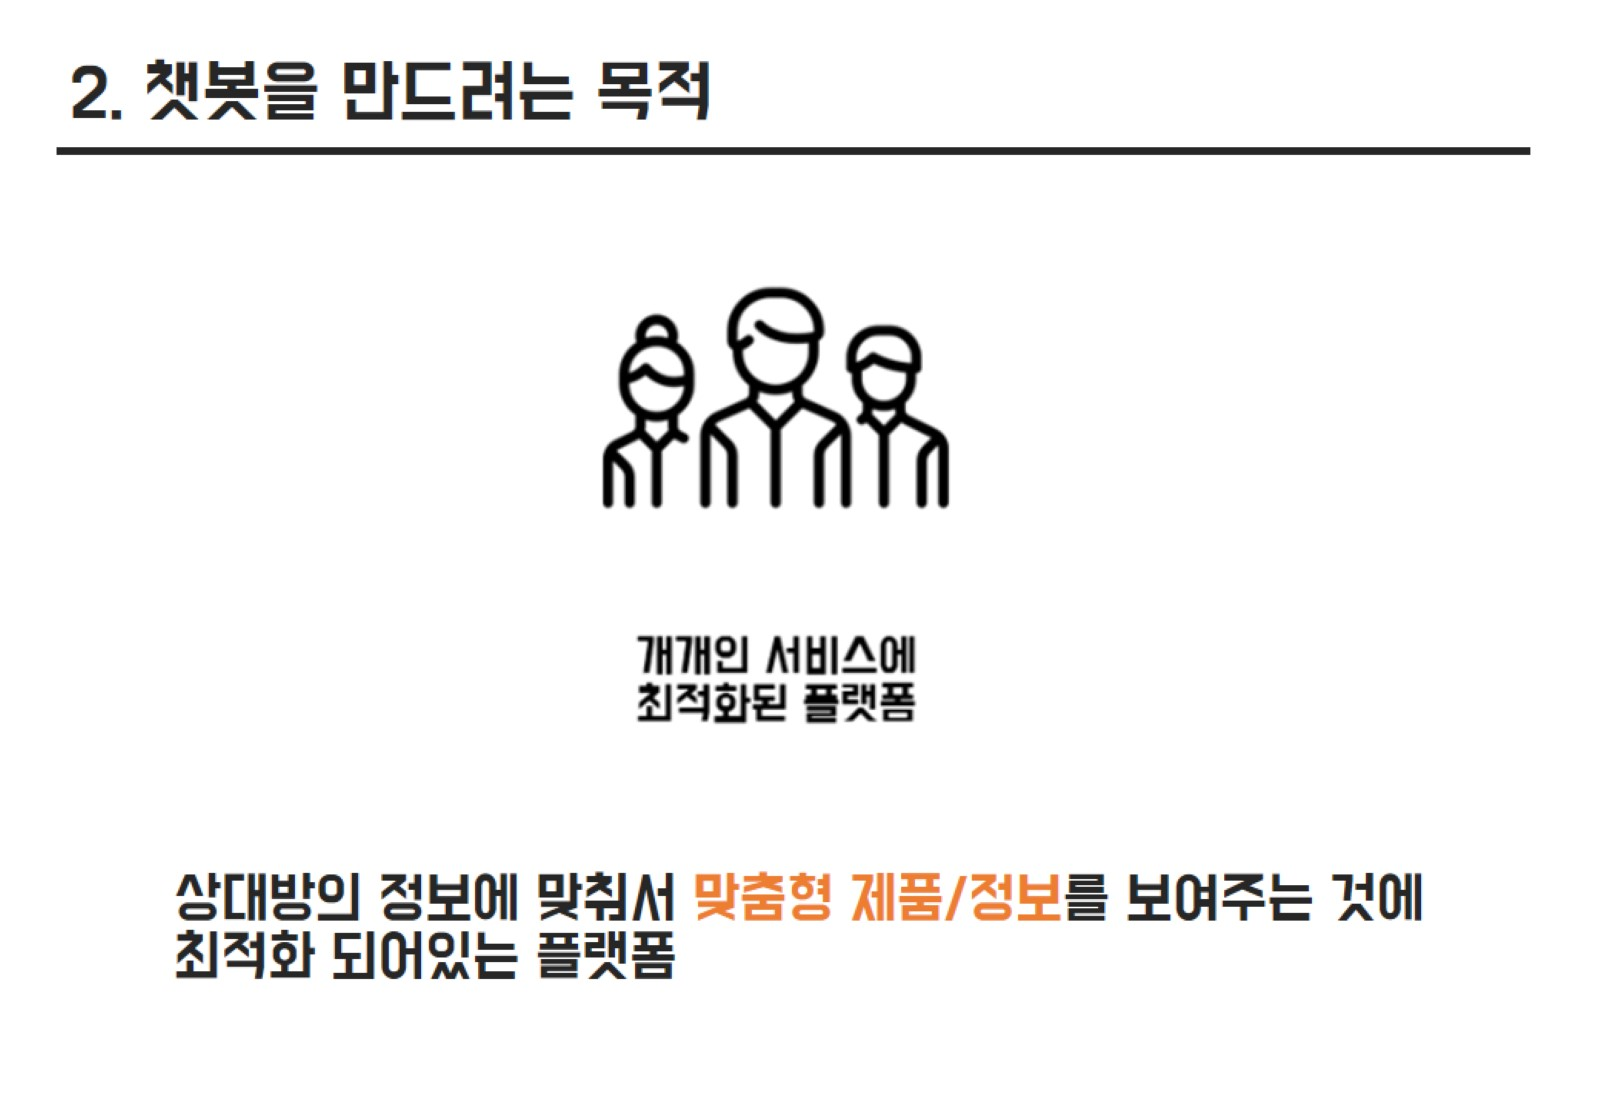 2. 챗봇을 만드려는 목적
개개인 서비스에
최적화된 플랫폼
상대방의 정보에 맞춰서 맞춤형 제품/정보를 보여주는 것에
최적화 되어있는 플랫폼